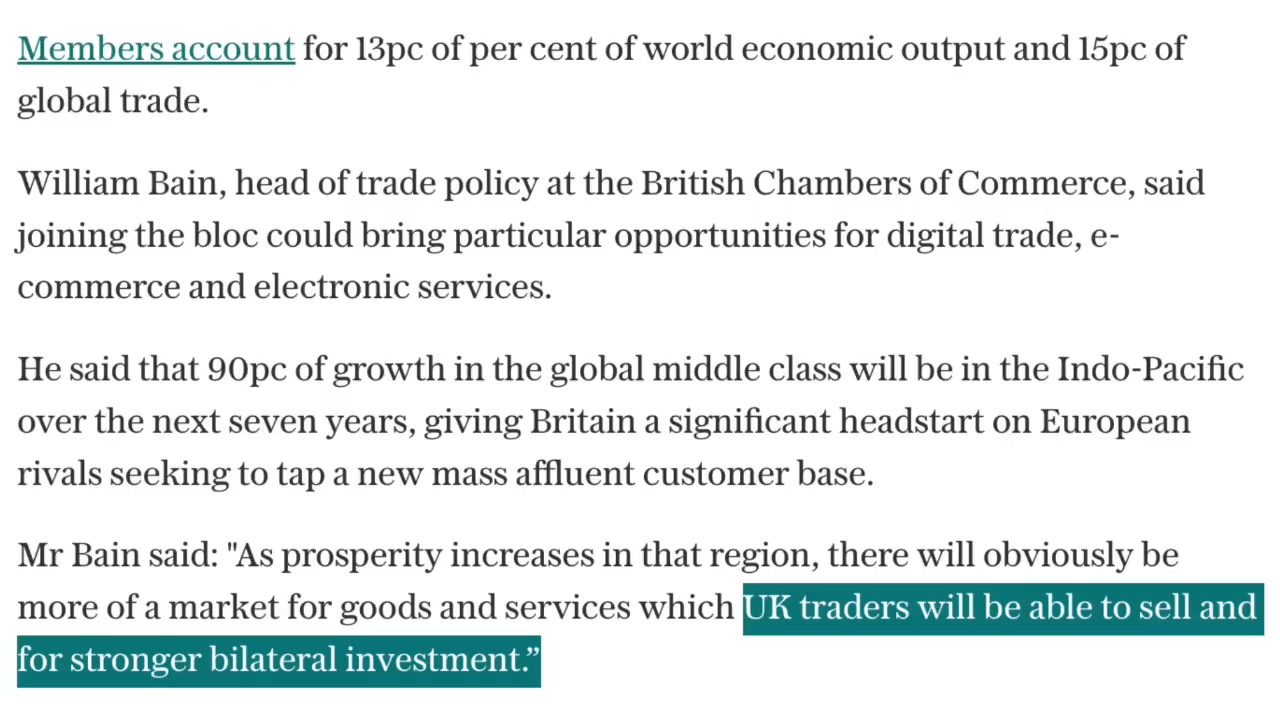 Members account for 13pc of per cent of world economic output and 15pc of
global trade.
William Bain, head of trade policy at the British Chambers of Commerce, said
joining the bloc could bring particular opportunities for digital trade, e-
commerce and electronic services.
He said that 90pc of growth in the global middle class will be in the Indo-Pacific
over the next seven years, giving Britain a significant headstart on European
rivals seeking to tap a new mass affluent customer base.
Mr Bain said: "As prosperity increases in that region, there will obviously be
more of a market for goods and services which UK traders will be able to sell and
for stronger bilateral investment.”